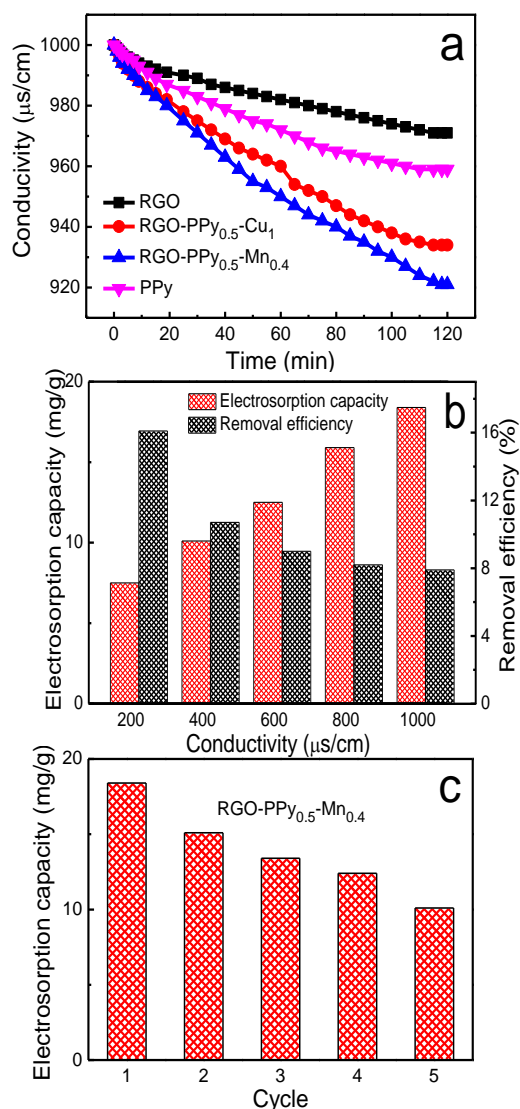 a
Conducivity (μs/cm)
1000
980
960
940
920
RGO
RGO-PPy0.5-Cu1
RGO-PPy0.5-Mn0.4
PPy
0 20 40 60 80 100 120
Time (min)
b
Electrosorption capacity (mg/g)
20
10
0
Electrosorption capacity
Removal efficiency
16
12
8
4
0
Removal efficiency (%)
200 400 600 800 1000
Conductivity (μs/cm)
c
Electrosorption capacity (mg/g)
20
10
0
RGO-PPy0.5-Mn0.4
1 2 3 4 5
Cycle